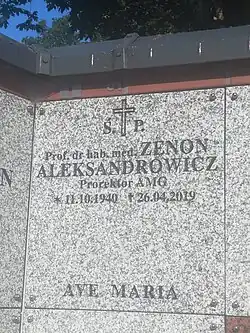 Ś. P.
Prof. dr hab. med. ZENON
ALEKSANDROWICZ
Prorektor AMG
* 11.10.1940 † 26.04.2019
AVE MARIA
N